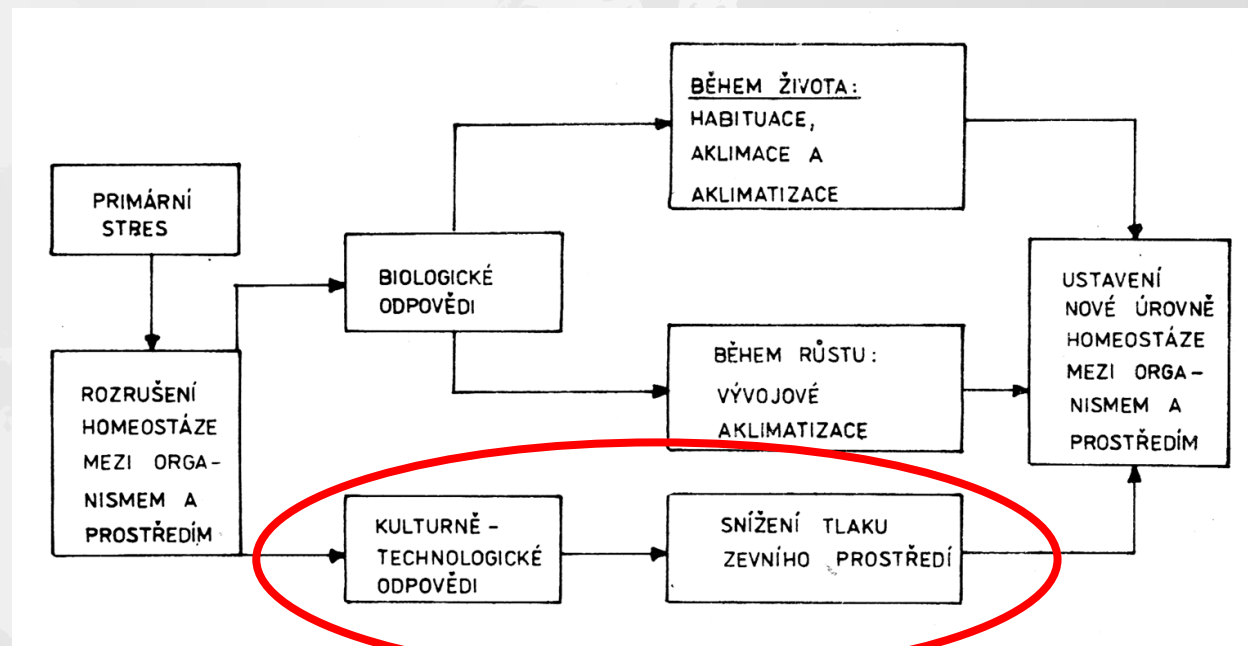 PRIMÁRNÍ
STRES
ROZRUŠENÍ
HOMEOSTÁZE
MEZI ORGA-
NISMEM A
PROSTŘEDÍM
BIOLOGICKÉ
ODPOVĚDI
BĚHEM ŽIVOTA:
HABITUACE,
AKLIMACE A
AKLIMATIZACE
BĚHEM RŮSTU:
VÝVOJOVÉ
AKLIMATIZACE
KULTURNĚ-
TECHNOLOGICKÉ
ODPOVĚDI
SNÍŽENÍ TLAKU
ZEVNÍHO PROSTŘEDÍ
USTAVENÍ
NOVÉ ÚROVNĚ
HOMEOSTÁZE
MEZI ORGA-
NISMEM A
PROSTŘEDÍM